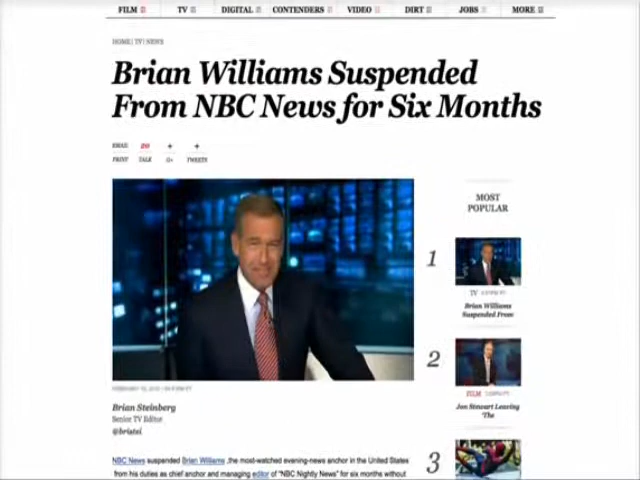 FILM TV DIGITAL CONTENDERS VIDEO DIRT JOBS MORE
HOME| TV| NEWS
Brian Williams Suspended
From NBC News for Six Months
EMAIL
PRINT TALK G+ TWEETS
MOST
POPULAR
1
TV
Brian Williams
Suspended From
2
FILM
Jon Stewart Leaving
'The
3
Brian Steinberg
Senior TV Editor
@bristei
NBC News suspended Brian Williams ,the most-watched evening-news anchor in the United States
from his duties as chief anchor and managing editor of "NBC Nightly News" for six months without